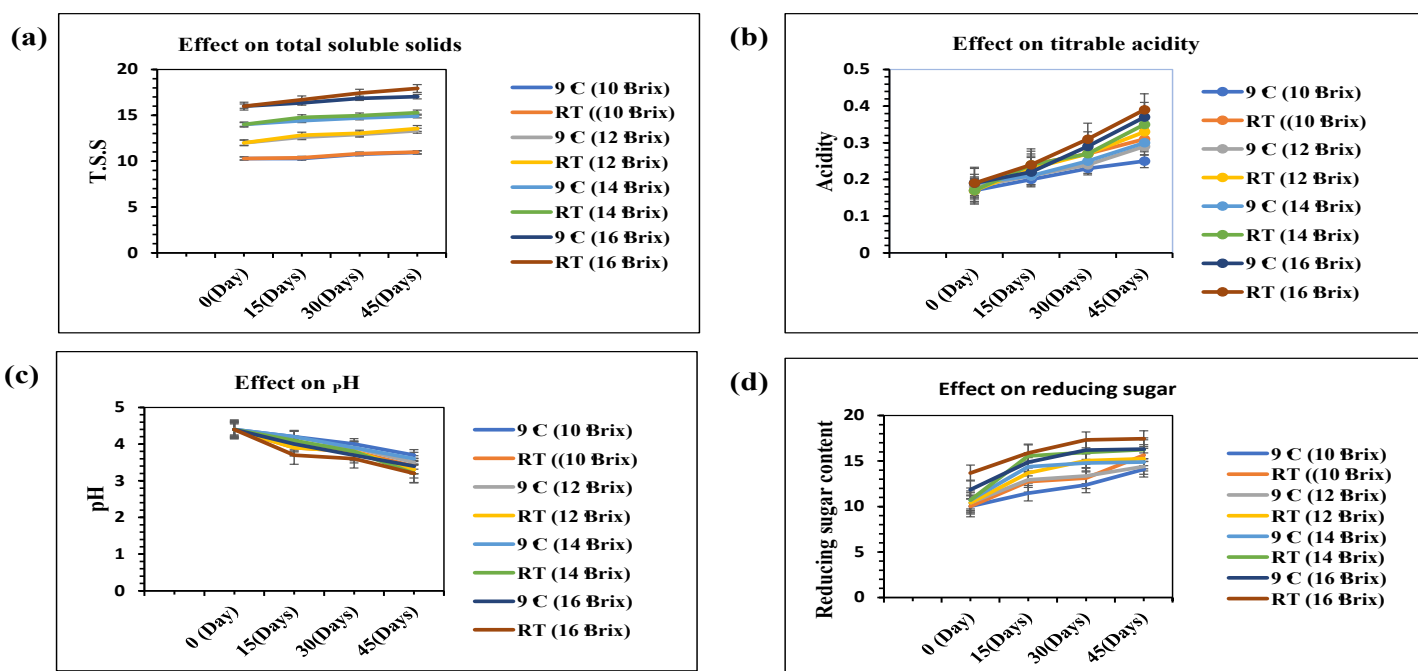 (a)
Effect on total soluble solids
T.S.S
20
15
10
5
0
0(Day)
15(Days)
30(Days)
45(Days)
9 C (10 Brix)
RT ((10 Brix)
9 C (12 Brix)
RT (12 Brix)
9 C (14 Brix)
RT (14 Brix)
9 C (16 Brix)
RT (16 Brix)
(b)
Effect on titrable acidity
Acidity
0.5
0.4
0.3
0.2
0.1
0
0 (Day)
15(Days)
30(Days)
45(Days)
9 C (10 Brix)
RT ((10 Brix)
9 C (12 Brix)
RT (12 Brix)
9 C (14 Brix)
RT (14 Brix)
9 C (16 Brix)
RT (16 Brix)
(c)
Effect on PH
pH
5
4
3
2
1
0
0 (Day)
15(Days)
30(Days)
45(Days)
9 C (10 Brix)
RT ((10 Brix)
9 C (12 Brix)
RT (12 Brix)
9 C (14 Brix)
RT (14 Brix)
9 C (16 Brix)
RT (16 Brix)
(d)
Effect on reducing sugar
Reducing sugar content
20
15
10
5
0
0 (Day)
15(Days)
30(Days)
45(Days)
9 C (10 Brix)
RT ((10 Brix)
9 C (12 Brix)
RT (12 Brix)
9 C (14 Brix)
RT (14 Brix)
9 C (16 Brix)
RT (16 Brix)